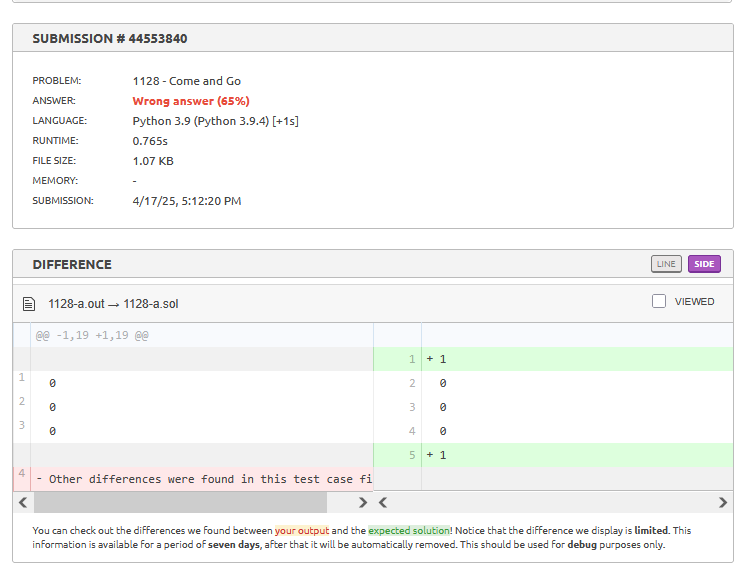 SUBMISSION # 44553840
PROBLEM: 1128 - Come and Go
ANSWER: Wrong answer (65%)
LANGUAGE: Python 3.9 (Python 3.9.4) [+1s]
RUNTIME: 0.765s
FILE SIZE: 1.07 KB
MEMORY: -
SUBMISSION: 4/17/25, 5:12:20 PM
DIFFERENCE LINE SIDE
1128-a.out → 1128-a.sol VIEWED
@@ -1,19 +1,19 @@
1 + 1
1 0 2 0
2 0 3 0
3 0 4 0
5 + 1
4 - Other differences were found in this test case fi
You can check out the differences we found between your output and the expected solution! Notice that the difference we display is limited. This
information is available for a period of seven days, after that it will be automatically removed. This should be used for debug purposes only.